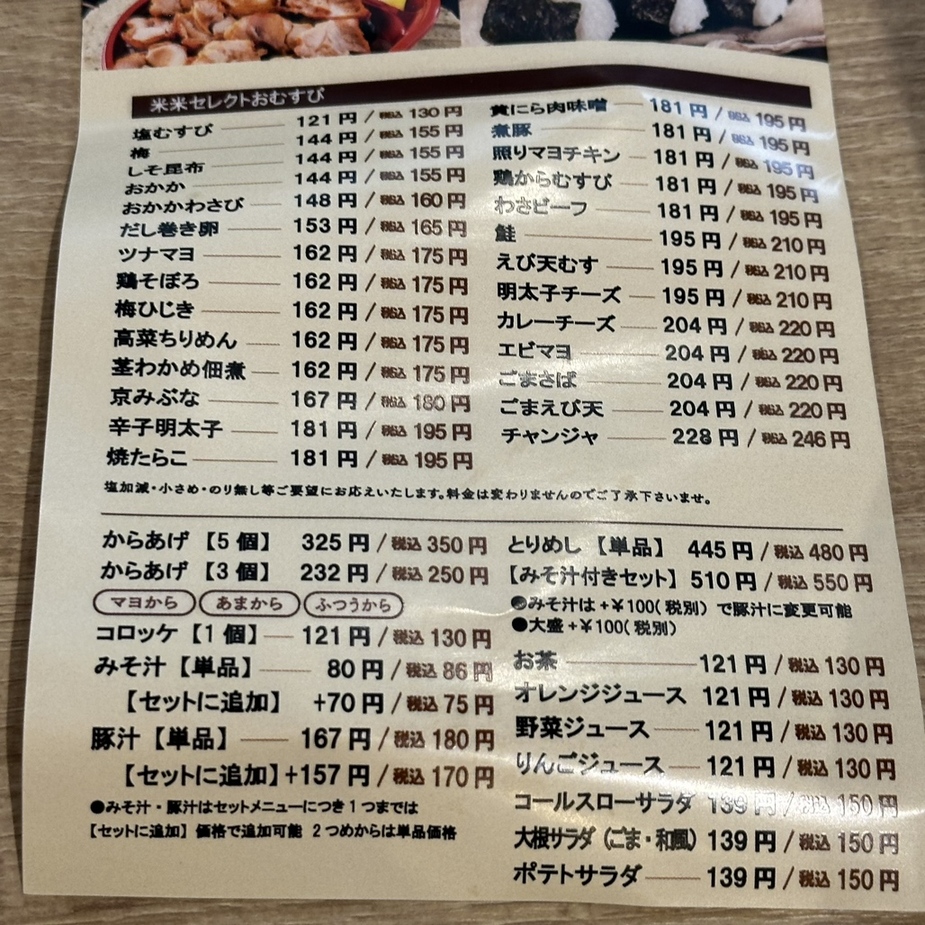 米米セレクトおむすび
塩むすび 121円/税込130円
梅 144円/税込155円
しそ昆布 144円/税込155円
おかか 144円/税込155円
おかかわさび 148円/税込160円
だし巻き卵 153円/税込165円
ツナマヨ 162円/税込175円
鶏そぼろ 162円/税込175円
梅ひじき 162円/税込175円
高菜ちりめん 162円/税込175円
茎わかめ佃煮 162円/税込175円
京みぶな 167円/税込180円
辛子明太子 181円/税込195円
焼たらこ 181円/税込195円
黄にら肉味噌 181円/税込195円
煮豚 181円/税込195円
照りマヨチキン 181円/税込195円
鶏からむすび 181円/税込195円
わさビーフ 181円/税込195円
鮭 195円/税込210円
えび天むす 195円/税込210円
明太子チーズ 195円/税込210円
カレーチーズ 204円/税込220円
エビマヨ 204円/税込220円
ごまさば 204円/税込220円
ごまえび天 204円/税込220円
チャンジャ 228円/税込246円
塩加減・小さめ・のり無し等ご要望にお応えいたします。料金は変わりませんのでご了承下さいませ。
からあげ【5個】 325円/税込350円
からあげ【3個】 232円/税込250円
マヨから あまから ふつうから
コロッケ【1個】 121円/税込130円
みそ汁【単品】 80円/税込86円
【セットに追加】 +70円/税込75円
豚汁【単品】 167円/税込180円
【セットに追加】+157円/税込170円
●みそ汁・豚汁はセットメニューにつき1つまでは
【セットに追加】価格で追加可能 2つめからは単品価格
とりめし【単品】 445円/税込480円
【みそ汁付きセット】 510円/税込550円
●みそ汁は+¥100(税別)で豚汁に変更可能
●大盛+¥100(税別)
お茶 121円/税込130円
オレンジジュース 121円/税込130円
野菜ジュース 121円/税込130円
りんごジュース 121円/税込130円
コールスローサラダ 139円/税込150円
大根サラダ(ごま・和風) 139円/税込150円
ポテトサラダ 139円/税込150円